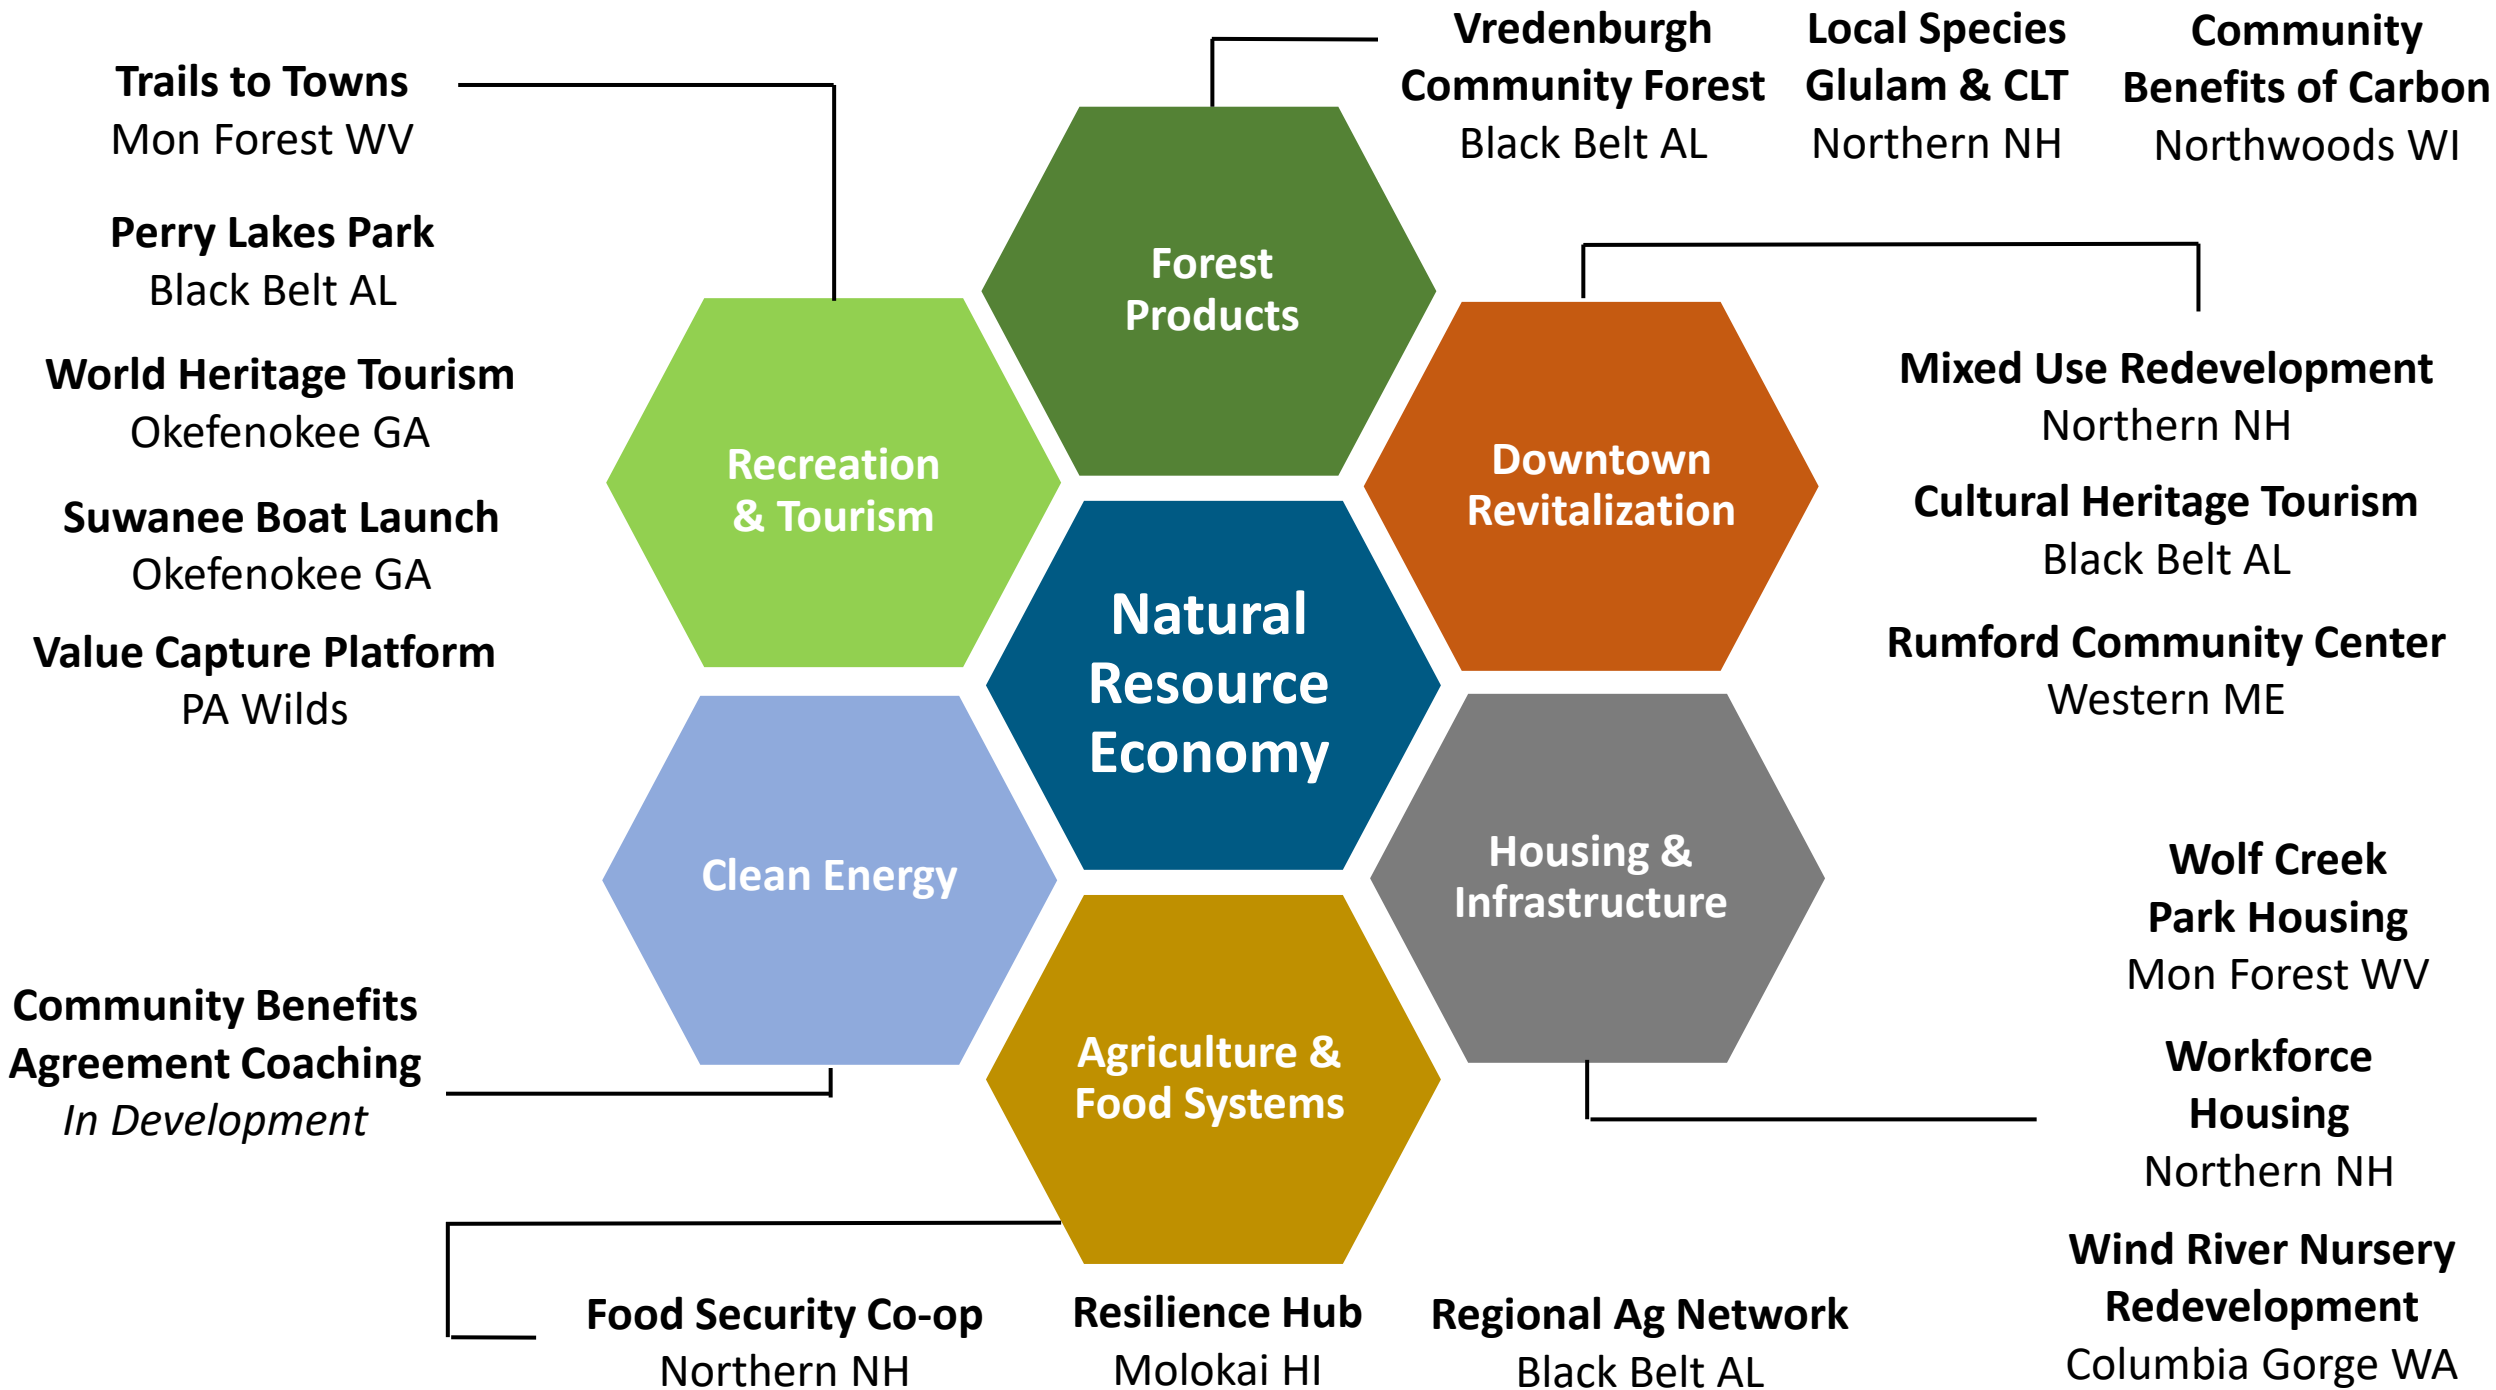 Trails to Towns
Mon Forest WV
Perry Lakes Park
Black Belt AL
World Heritage Tourism
Okefenokee GA
Suwanee Boat Launch
Okefenokee GA
Value Capture Platform
PA Wilds
Vredenburgh
Community Forest
Black Belt AL
Local Species
Glulam & CLT
Northern NH
Community
Benefits of Carbon
Northwoods WI
Forest
Products
Recreation
& Tourism
Downtown
Revitalization
Natural
Resource
Economy
Clean Energy
Housing &
Infrastructure
Agriculture &
Food Systems
Mixed Use Redevelopment
Northern NH
Cultural Heritage Tourism
Black Belt AL
Rumford Community Center
Western ME
Wolf Creek
Park Housing
Mon Forest WV
Workforce
Housing
Northern NH
Wind River Nursery
Redevelopment
Columbia Gorge WA
Community Benefits
Agreement Coaching
In Development
Food Security Co-op
Northern NH
Resilience Hub
Molokai HI
Regional Ag Network
Black Belt AL